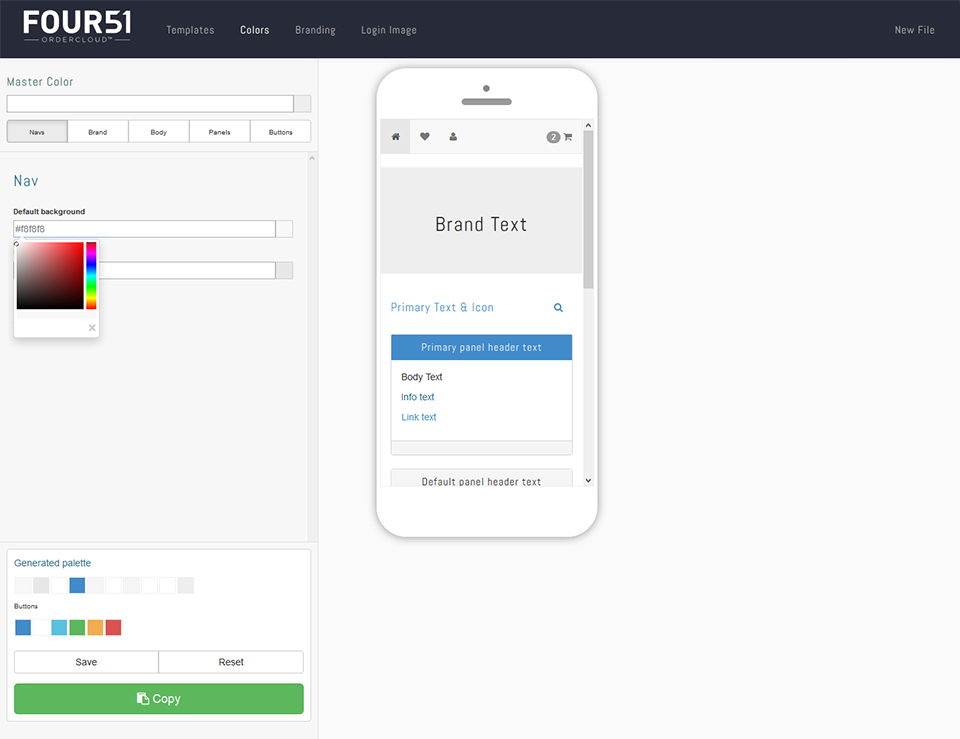 FOUR51
ORDERCLOUD™
Templates Colors Branding Login Image New File
Master Color
Navs Brand Body Panels Buttons
Nav
Default background
#f8f8f8
2
Brand Text
Primary Text & Icon
Primary panel header text
Body Text
Info text
Link text
Default panel header text
Generated palette
Buttons
Save Reset
Copy